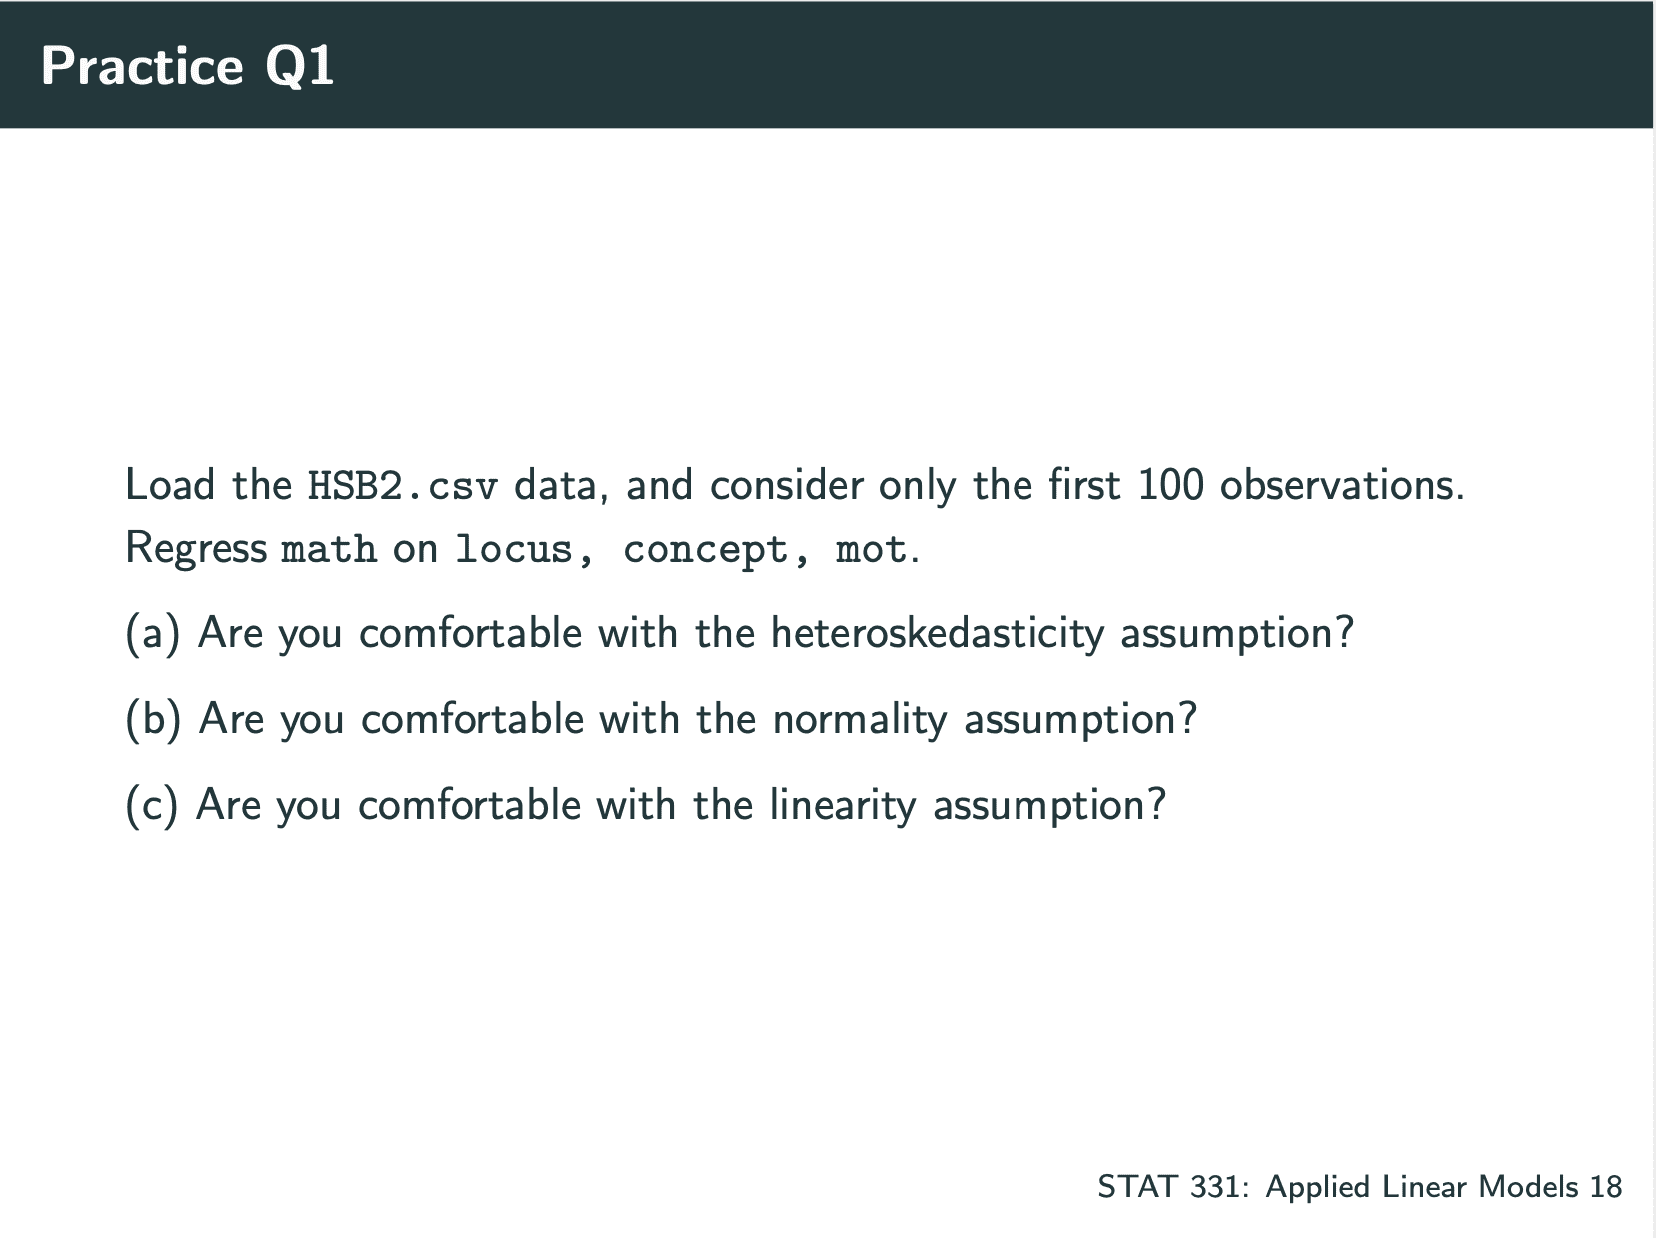 Practice Q1
Load the HSB2.csv data, and consider only the first 100 observations.
Regress math on locus, concept, mot.
(a) Are you comfortable with the heteroskedasticity assumption?
(b) Are you comfortable with the normality assumption?
(c) Are you comfortable with the linearity assumption?
STAT 331: Applied Linear Models 18